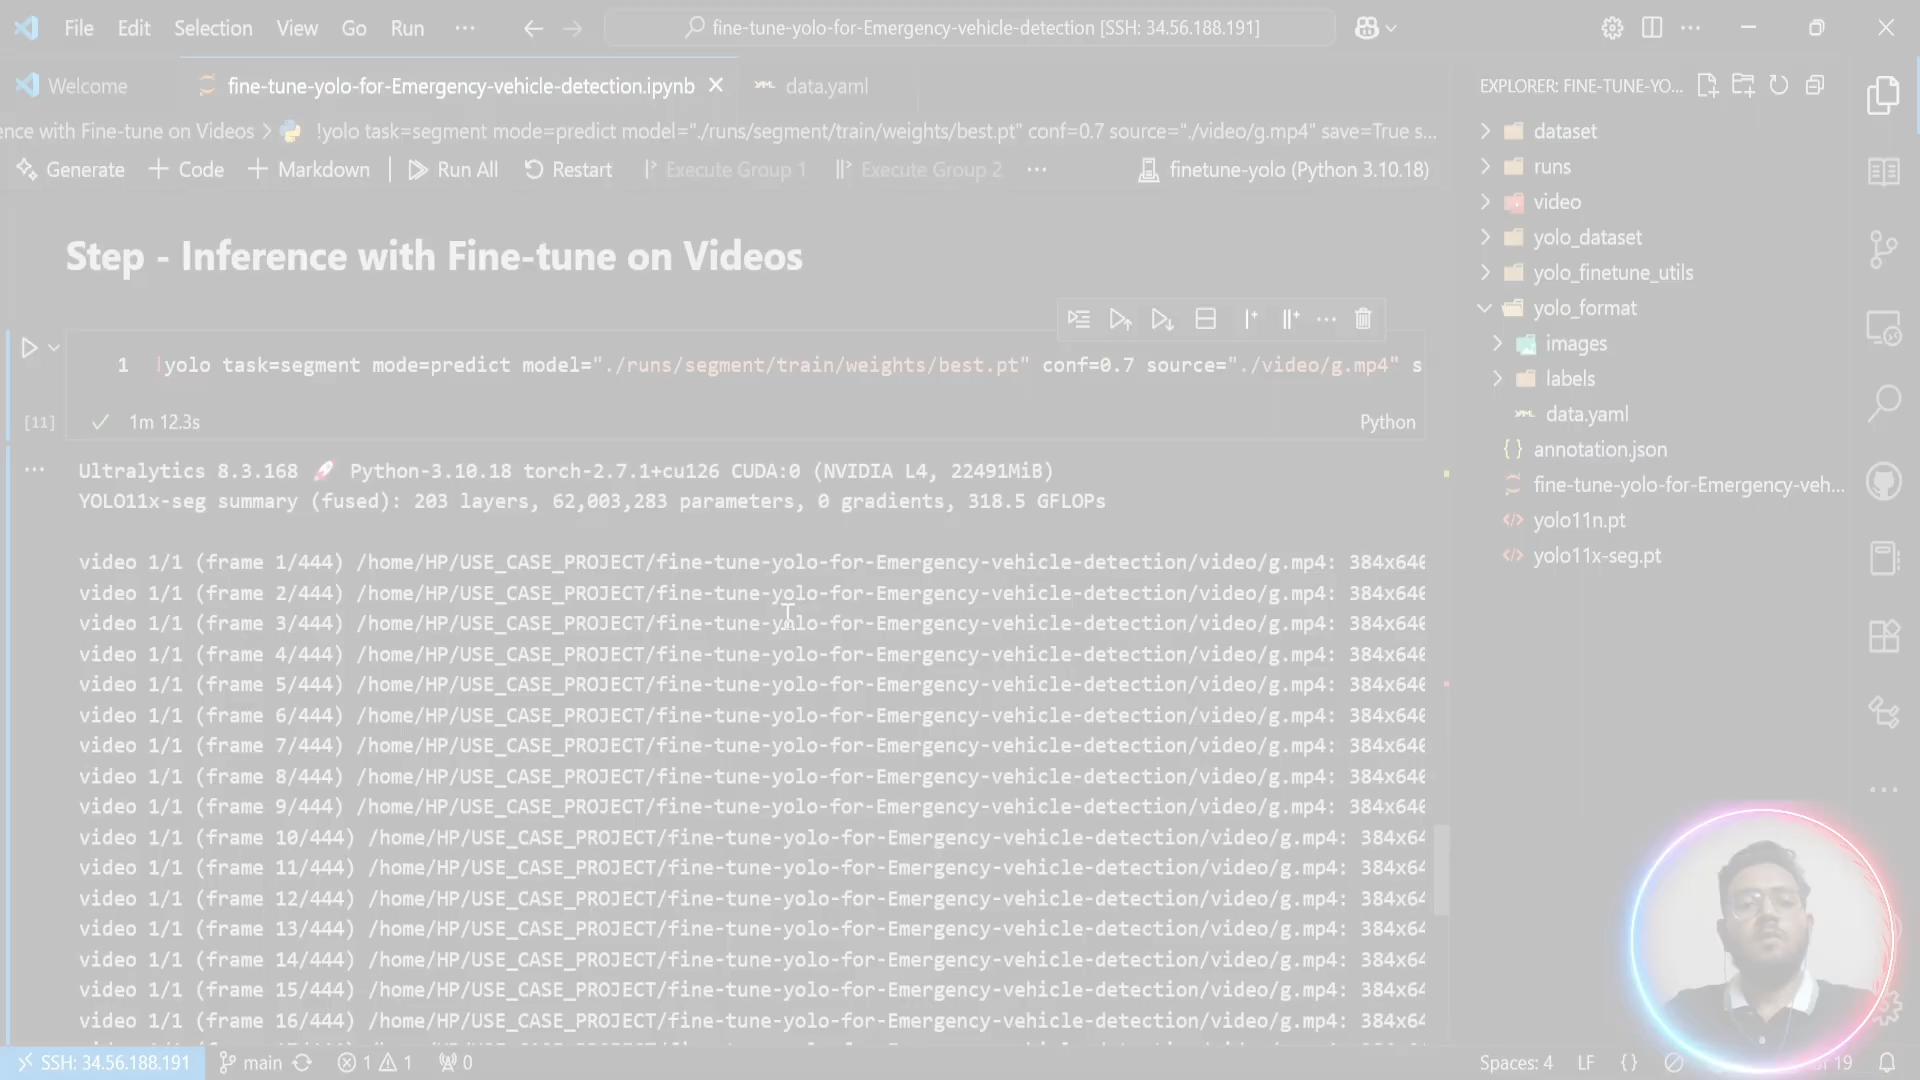 File Edit Selection View Go Run ··· fine-tune-yolo-for-Emergency-vehicle-detection [SSH: 34.56.188.191]
Welcome fine-tune-yolo-for-Emergency-vehicle-detection.ipynb data.yaml
EXPLORER: FINE-TUNE-YO...
ence with Fine-tune on Videos > !yolo task=segment mode=predict model="./runs/segment/train/weights/best.pt" conf=0.7 source="./video/g.mp4" save=True s...
Generate + Code + Markdown Run All Restart Execute Group 1 Execute Group 2 ··· finetune-yolo (Python 3.10.18)
Step - Inference with Fine-tune on Videos
1 !yolo task=segment mode=predict model="./runs/segment/train/weights/best.pt" conf=0.7 source="./video/g.mp4" s
[11] 1m 12.3s Python
Ultralytics 8.3.168 🚀 Python-3.10.18 torch-2.7.1+cu126 CUDA:0 (NVIDIA L4, 22491MiB)
YOLO11x-seg summary (fused): 203 layers, 62,003,283 parameters, 0 gradients, 318.5 GFLOPs
video 1/1 (frame 1/444) /home/HP/USE_CASE_PROJECT/fine-tune-yolo-for-Emergency-vehicle-detection/video/g.mp4: 384x640
video 1/1 (frame 2/444) /home/HP/USE_CASE_PROJECT/fine-tune-yolo-for-Emergency-vehicle-detection/video/g.mp4: 384x640
video 1/1 (frame 3/444) /home/HP/USE_CASE_PROJECT/fine-tune-yolo-for-Emergency-vehicle-detection/video/g.mp4: 384x640
video 1/1 (frame 4/444) /home/HP/USE_CASE_PROJECT/fine-tune-yolo-for-Emergency-vehicle-detection/video/g.mp4: 384x640
video 1/1 (frame 5/444) /home/HP/USE_CASE_PROJECT/fine-tune-yolo-for-Emergency-vehicle-detection/video/g.mp4: 384x640
video 1/1 (frame 6/444) /home/HP/USE_CASE_PROJECT/fine-tune-yolo-for-Emergency-vehicle-detection/video/g.mp4: 384x640
video 1/1 (frame 7/444) /home/HP/USE_CASE_PROJECT/fine-tune-yolo-for-Emergency-vehicle-detection/video/g.mp4: 384x640
video 1/1 (frame 8/444) /home/HP/USE_CASE_PROJECT/fine-tune-yolo-for-Emergency-vehicle-detection/video/g.mp4: 384x640
video 1/1 (frame 9/444) /home/HP/USE_CASE_PROJECT/fine-tune-yolo-for-Emergency-vehicle-detection/video/g.mp4: 384x640
video 1/1 (frame 10/444) /home/HP/USE_CASE_PROJECT/fine-tune-yolo-for-Emergency-vehicle-detection/video/g.mp4: 384x64
video 1/1 (frame 11/444) /home/HP/USE_CASE_PROJECT/fine-tune-yolo-for-Emergency-vehicle-detection/video/g.mp4: 384x64
video 1/1 (frame 12/444) /home/HP/USE_CASE_PROJECT/fine-tune-yolo-for-Emergency-vehicle-detection/video/g.mp4: 384x64
video 1/1 (frame 13/444) /home/HP/USE_CASE_PROJECT/fine-tune-yolo-for-Emergency-vehicle-detection/video/g.mp4: 384x64
video 1/1 (frame 14/444) /home/HP/USE_CASE_PROJECT/fine-tune-yolo-for-Emergency-vehicle-detection/video/g.mp4: 384x64
video 1/1 (frame 15/444) /home/HP/USE_CASE_PROJECT/fine-tune-yolo-for-Emergency-vehicle-detection/video/g.mp4: 384x64
video 1/1 (frame 16/444) /home/HP/USE_CASE_PROJECT/fine-tune-yolo-for-Emergency-vehicle-detection/video/g.mp4: 384x64
dataset
runs
video
yolo_dataset
yolo_finetune_utils
yolo_format
images
labels
data.yaml
annotation.json
fine-tune-yolo-for-Emergency-veh...
yolo11n.pt
yolo11x-seg.pt
SSH: 34.56.188.191 main 1 1 0 Spaces: 4 LF {} of 19